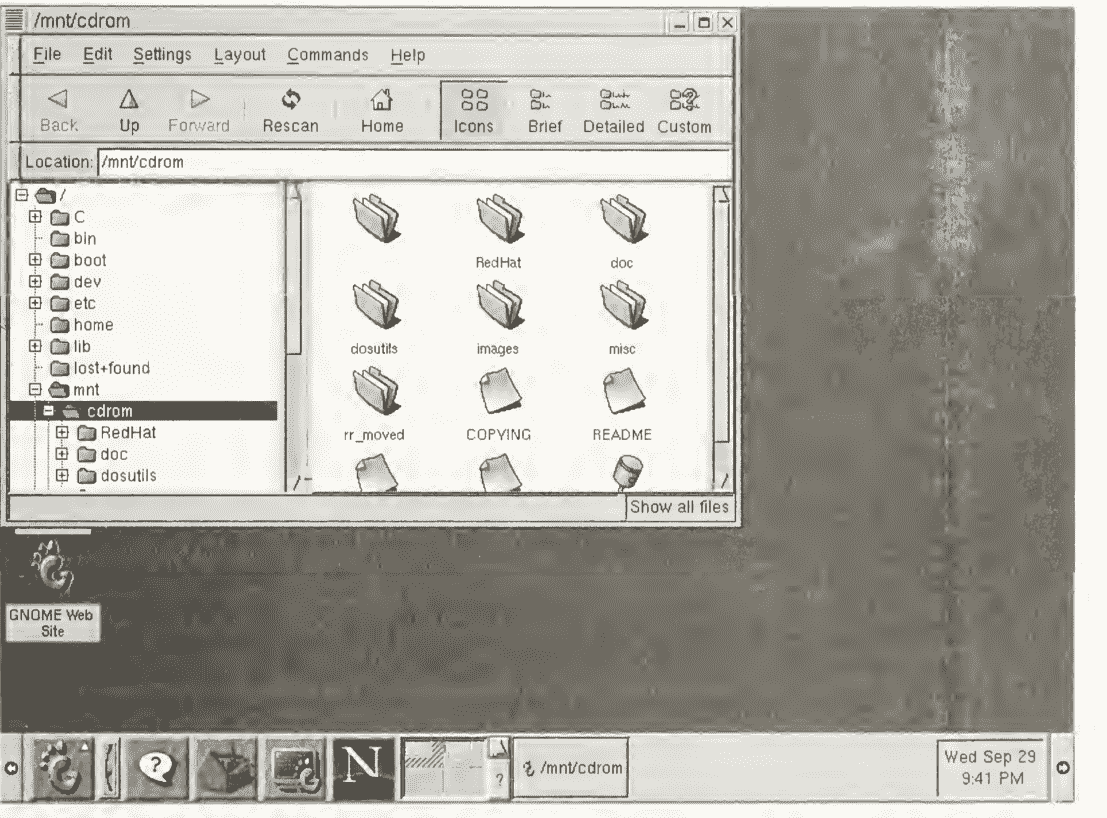 /mnt/cdrom
File Edit Settings Layout Commands Help
Back Up Forward Rescan Home Icons Brief Detailed Custom
Location: /mnt/cdrom
/
C
bin
boot
dev
etc
home
lib
lost+found
mnt
cdrom
RedHat
doc
dosutils
RedHat doc
dosutils images misc
rr_moved COPYING README
Show all files
GNOME Web
Site
? N ? /mnt/cdrom
Wed Sep 29
9:41 PM